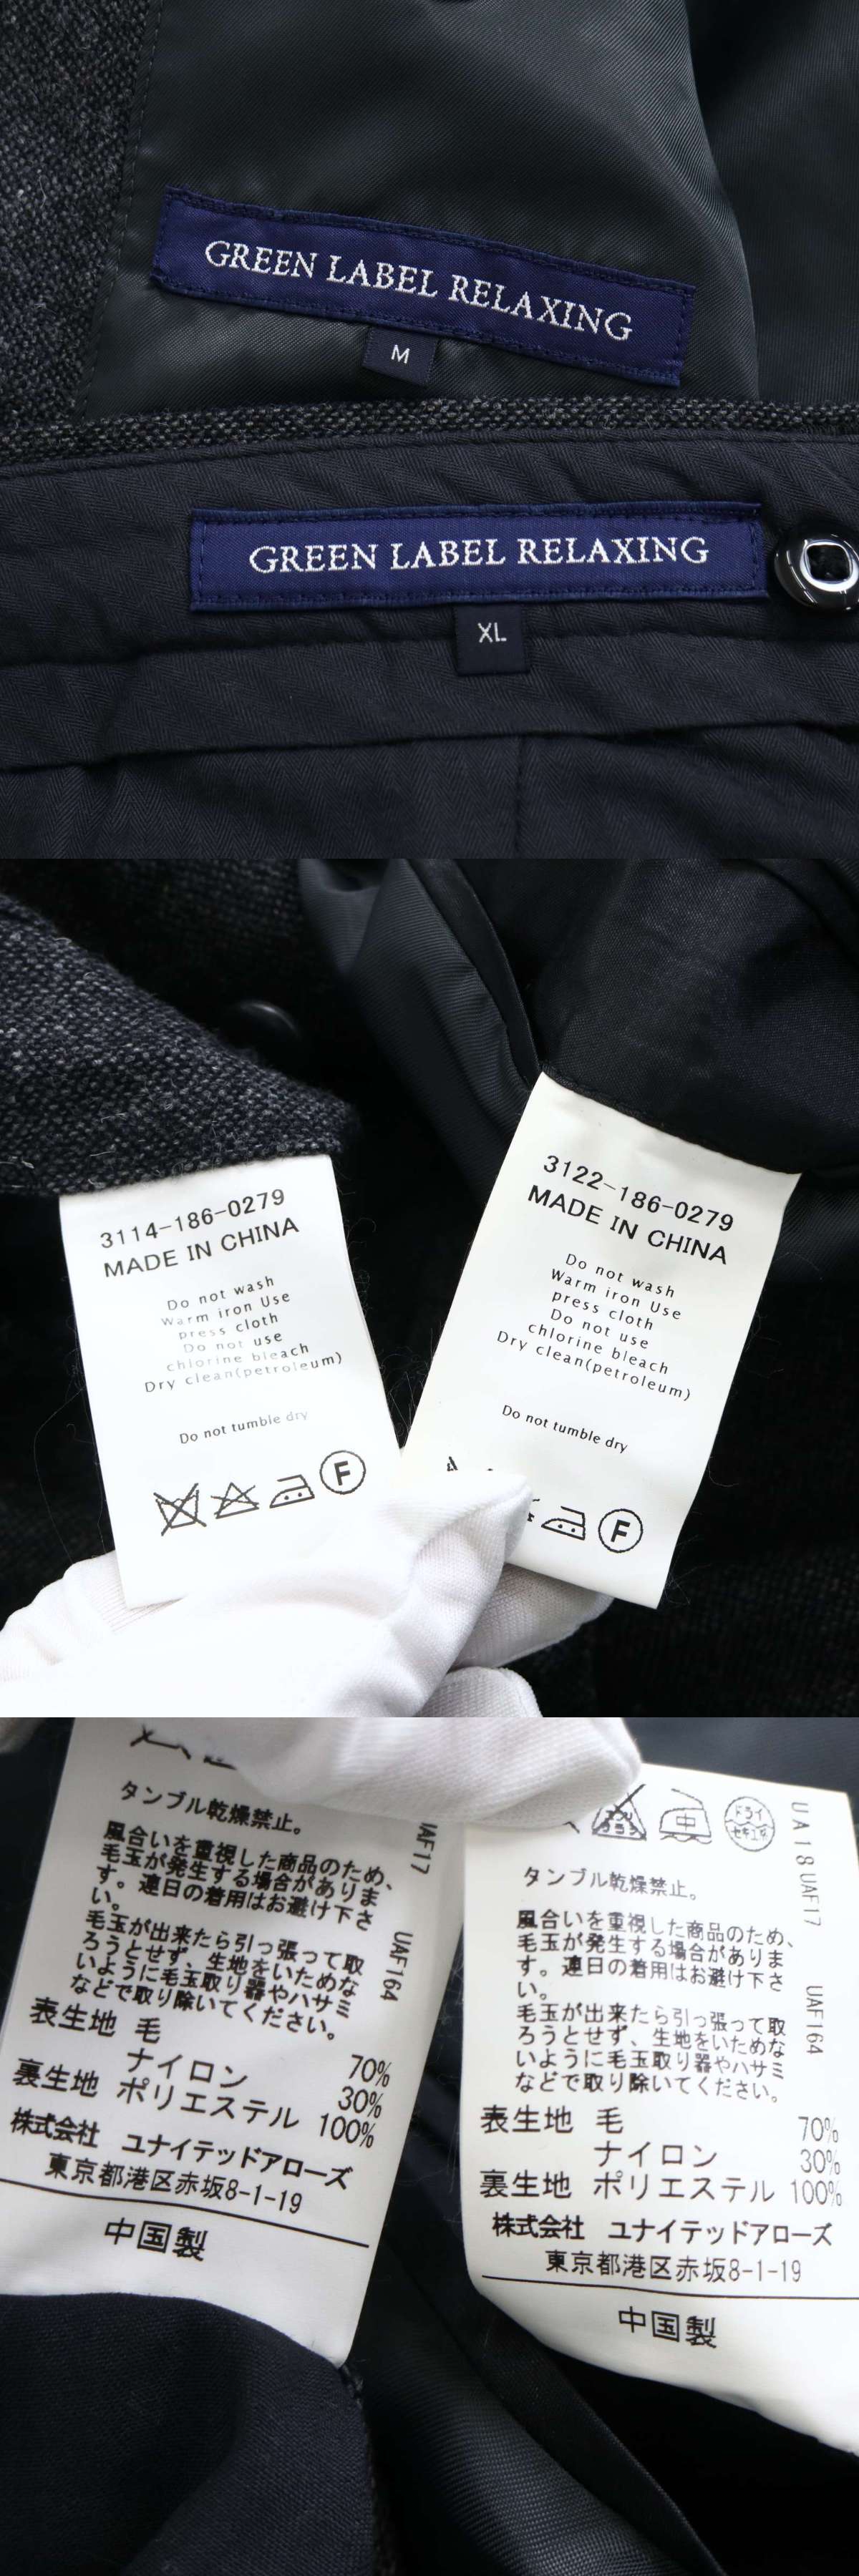 GREEN LABEL RELAXING
M
GREEN LABEL RELAXING
XL
3114-186-0279
MADE IN CHINA
Do not wash
Warm iron Use
press cloth
Do not use
chlorine bleach
Dry clean(petroleum)
Do not tumble dry
F
3122-186-0279
MADE IN CHINA
Do not wash
Warm iron Use
press cloth
Do not use
chlorine bleach
Dry clean(petroleum)
Do not tumble dry
F
タンブル乾燥禁止。
風合いを重視した商品のため、
毛玉が発生する場合がありま
す。連日の着用はお避け下さ
い。
毛玉が出来たら引っ張って取
ろうとせず、生地をいためな
いように毛玉取り器やハサミ
などで取り除いてください。
表生地 毛 70%
ナイロン 30%
裏生地 ポリエステル 100%
株式会社 ユナイテッドアローズ
東京都港区赤坂8-1-19
中国製
UAF164
中
ドライ
セキユ系
UA18 UAF17
UAF164
タンブル乾燥禁止。
風合いを重視した商品のため、
毛玉が発生する場合がありま
す。連日の着用はお避け下さ
い。
毛玉が出来たら引っ張って取
ろうとせず、生地をいためな
いように毛玉取り器やハサミ
などで取り除いてください。
表生地 毛 70%
ナイロン 30%
裏生地 ポリエステル 100%
株式会社 ユナイテッドアローズ
東京都港区赤坂8-1-19
中国製